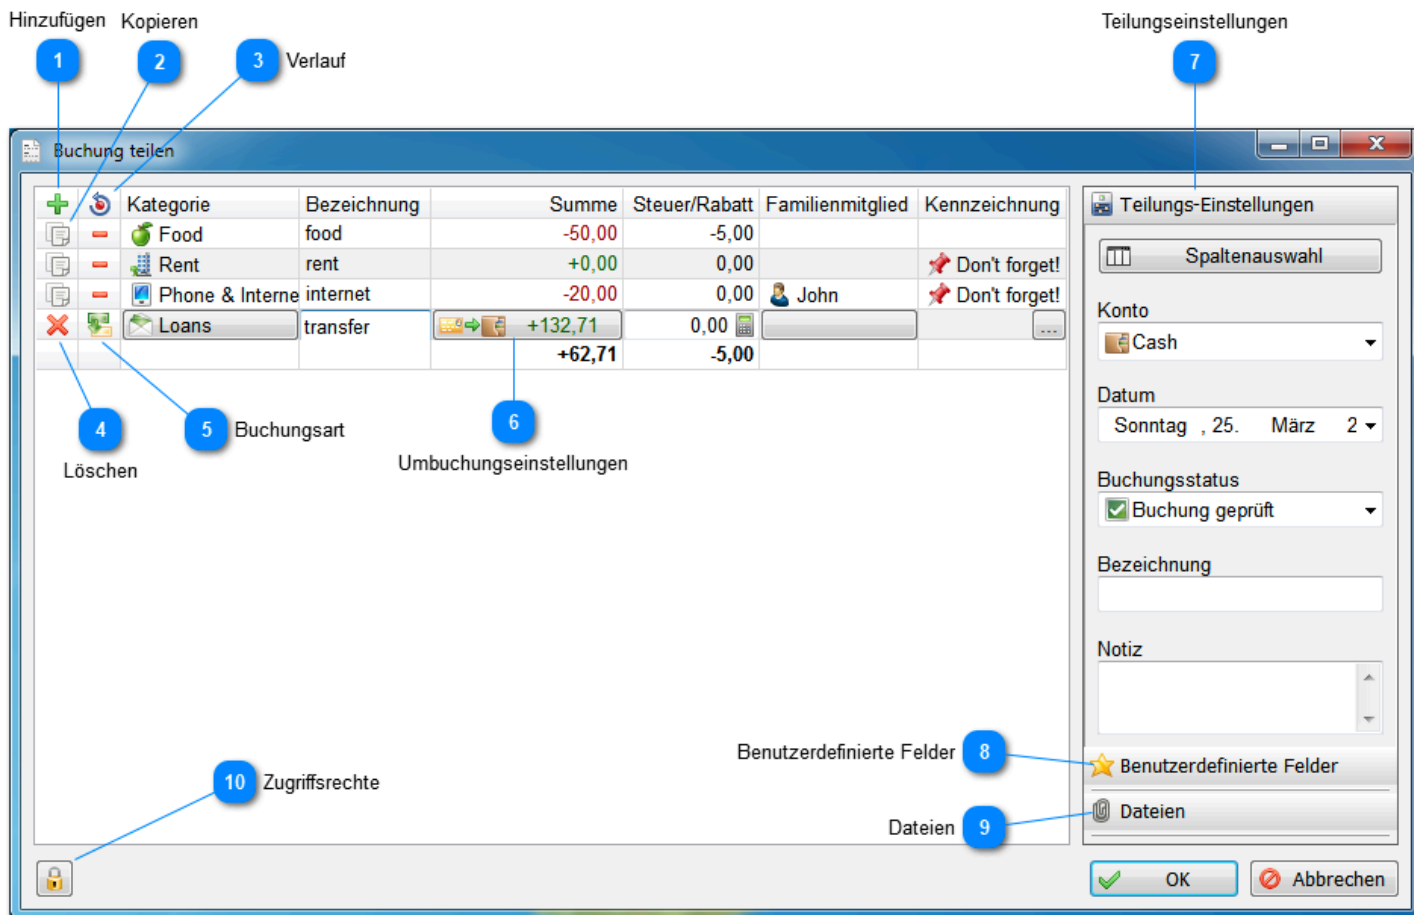 Hinzufügen Kopieren Teilungseinstellungen
1 2 3 Verlauf 7
Buchung teilen
Kategorie Bezeichnung Summe Steuer/Rabatt Familienmitglied Kennzeichnung
Food food -50,00 -5,00
Rent rent +0,00 0,00 Don't forget!
Phone & Interne internet -20,00 0,00 John Don't forget!
Loans transfer +132,71 0,00 ...
+62,71 -5,00
4 5 Buchungsart 6
Löschen Umbuchungseinstellungen
Teilungs-Einstellungen
Spaltenauswahl
Konto
Cash
Datum
Sonntag , 25. März 2
Buchungsstatus
Buchung geprüft
Bezeichnung
Notiz
Benutzerdefinierte Felder 8
Benutzerdefinierte Felder
10 Zugriffsrechte
Dateien 9
Dateien
OK Abbrechen